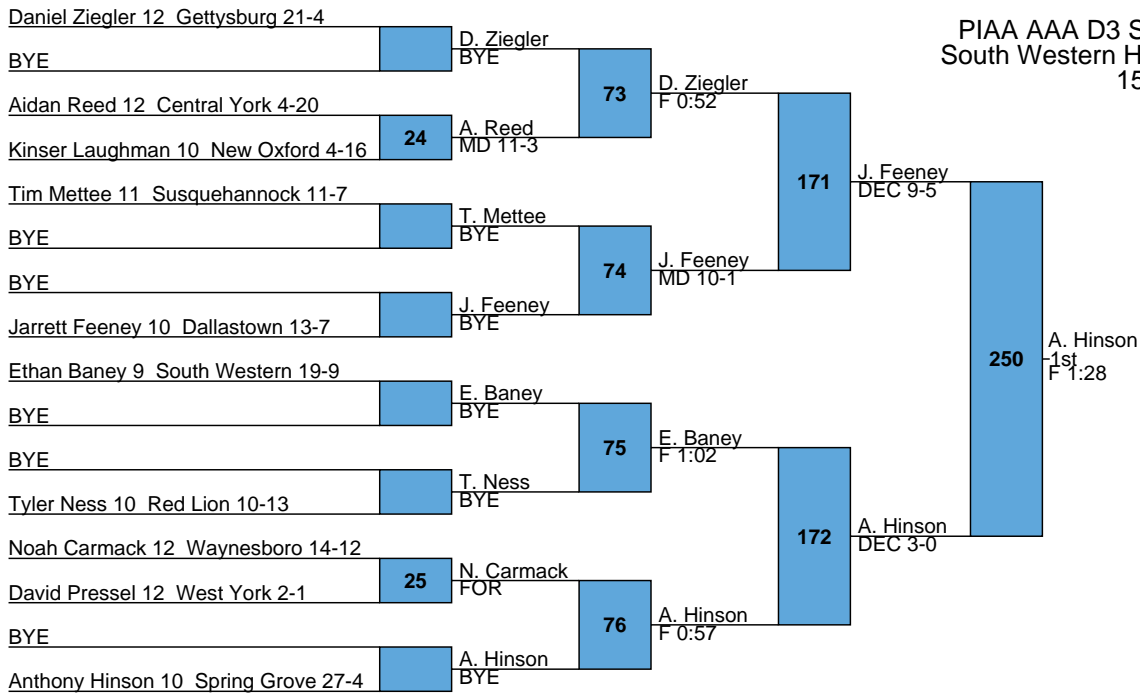 PIAA AAA D3 S
South Western H
15
Daniel Ziegler 12 Gettysburg 21-4
BYE
Aidan Reed 12 Central York 4-20
Kinser Laughman 10 New Oxford 4-16
Tim Mettee 11 Susquehannock 11-7
BYE
BYE
Jarrett Feeney 10 Dallastown 13-7
Ethan Baney 9 South Western 19-9
BYE
BYE
Tyler Ness 10 Red Lion 10-13
Noah Carmack 12 Waynesboro 14-12
David Pressel 12 West York 2-1
BYE
Anthony Hinson 10 Spring Grove 27-4
24
25
D. Ziegler
BYE
A. Reed
MD 11-3
T. Mettee
BYE
J. Feeney
BYE
E. Baney
BYE
T. Ness
BYE
N. Carmack
FOR
A. Hinson
BYE
73
74
75
76
D. Ziegler
F 0:52
J. Feeney
MD 10-1
E. Baney
F 1:02
A. Hinson
F 0:57
171
172
J. Feeney
DEC 9-5
A. Hinson
DEC 3-0
250
A. Hinson
1st
F 1:28